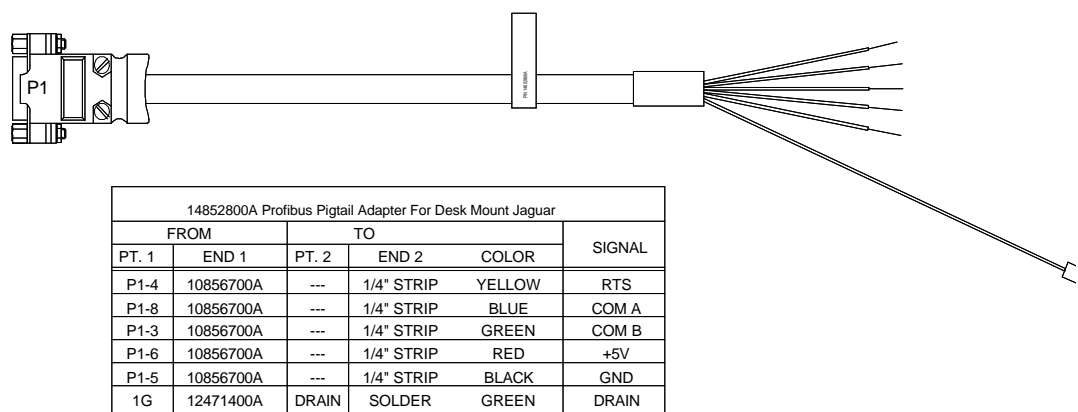 P1
P/N 14852800A
14852800A Profibus Pigtail Adapter For Desk Mount Jaguar
FROM TO SIGNAL
PT. 1 END 1 PT. 2 END 2 COLOR
P1-4 10856700A --- 1/4" STRIP YELLOW RTS
P1-8 10856700A --- 1/4" STRIP BLUE COM A
P1-3 10856700A --- 1/4" STRIP GREEN COM B
P1-6 10856700A --- 1/4" STRIP RED +5V
P1-5 10856700A --- 1/4" STRIP BLACK GND
1G 12471400A DRAIN SOLDER GREEN DRAIN